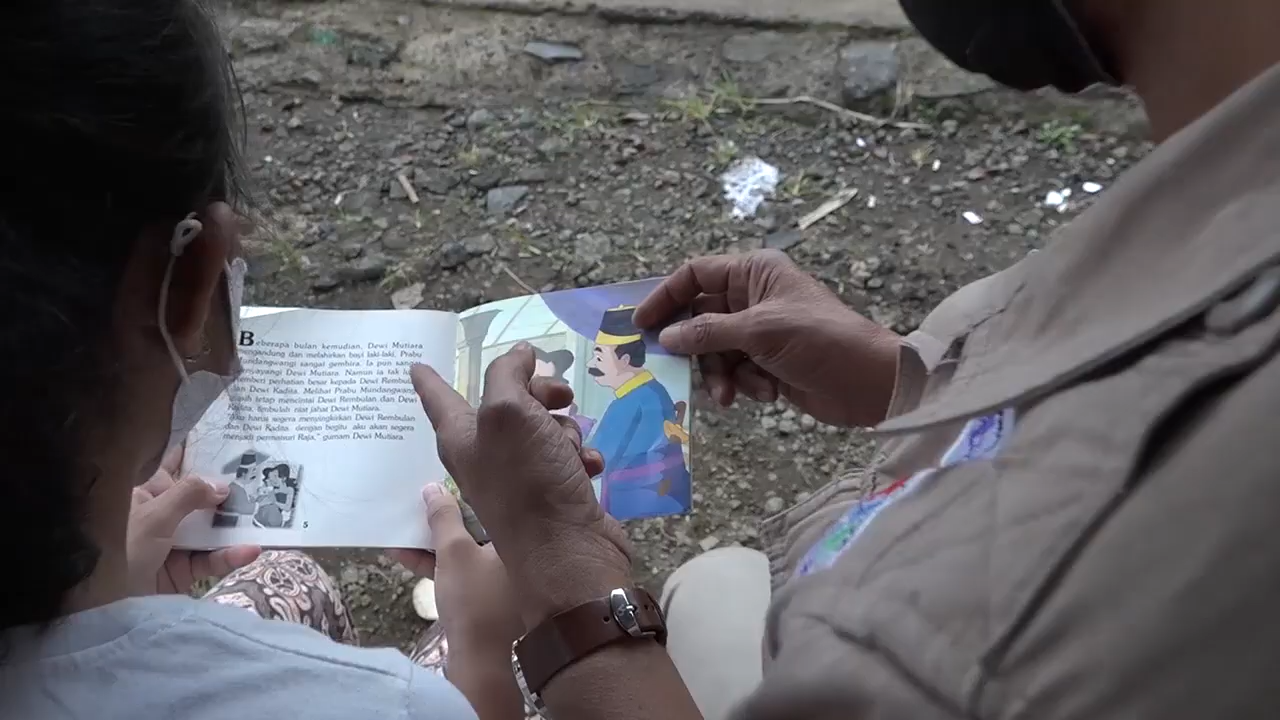 Beberapa bulan kemudian, Dewi Mutiara
mengandung dan melahirkan bayi laki-laki. Prabu
Mundangwangi sangat gembira. Ia pun sangat
menyayangi Dewi Mutiara. Namun ia tak
memberi perhatian besar kepada Dewi Rembulan
dan Dewi Kadita. Melihat Prabu Mundangwangi
masih tetap mencintai Dewi Rembulan dan Dewi
Kadita, timbulah niat jahat Dewi Mutiara.
"Aku harus segera menyingkirkan Dewi Rembulan
dan Dewi Kadita, dengan begitu aku akan segera
menjadi permaisuri Raja," gumam Dewi Mutiara.
5